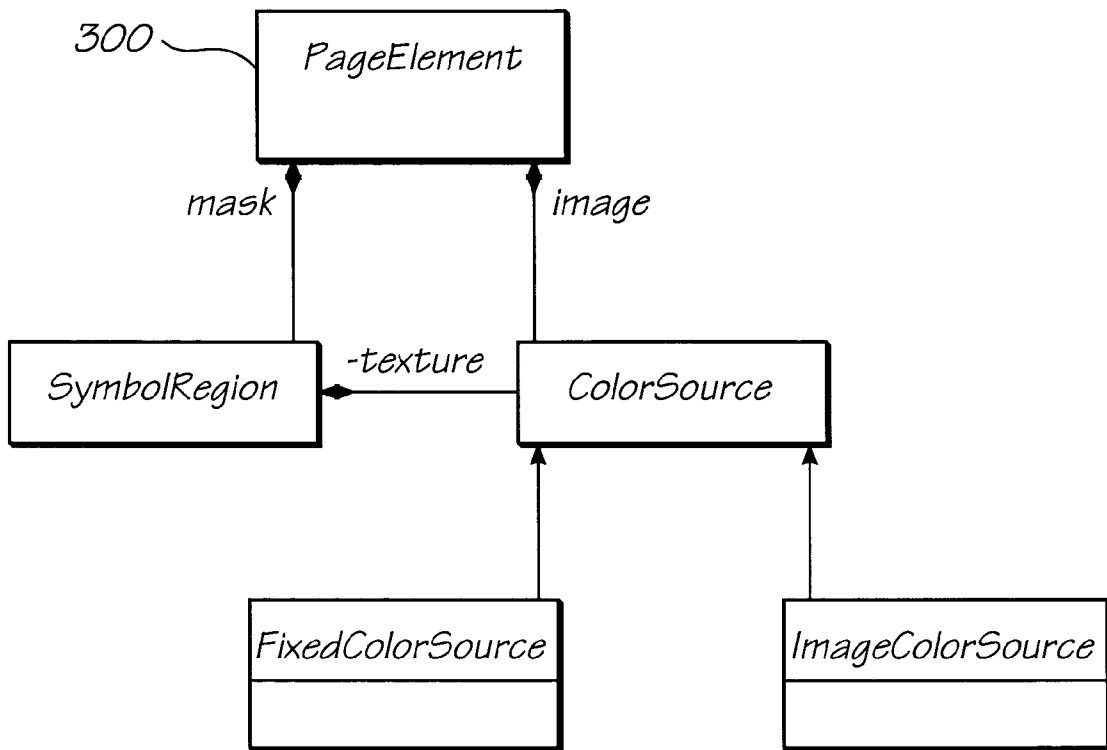 300
PageElement
mask
image
SymbolRegion
-texture
ColorSource
FixedColorSource
ImageColorSource